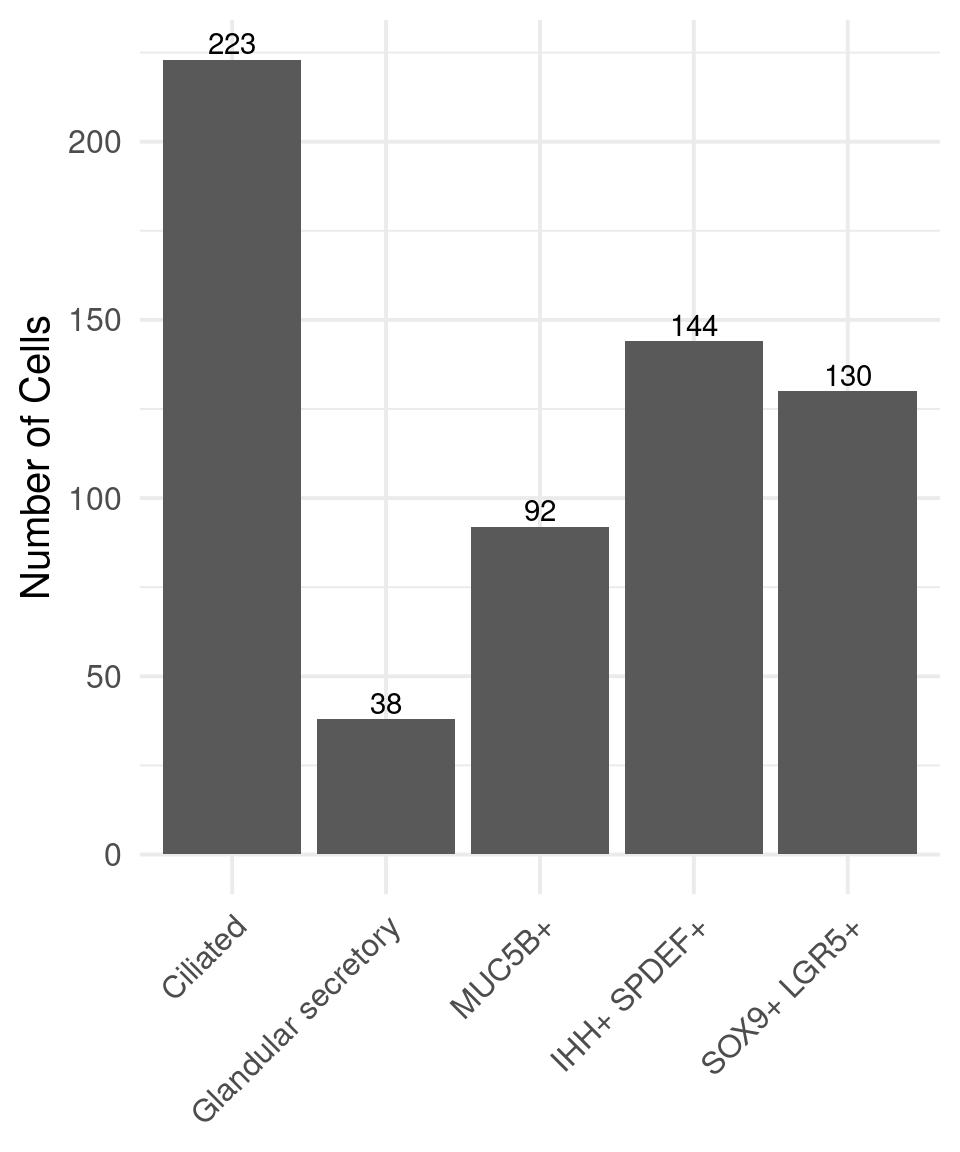 223
200
150
144
130
100
92
50
38
0
Number of Cells
Ciliated
Glandular secretory
MUC5B+
IHH+ SPDEF+
SOX9+ LGR5+